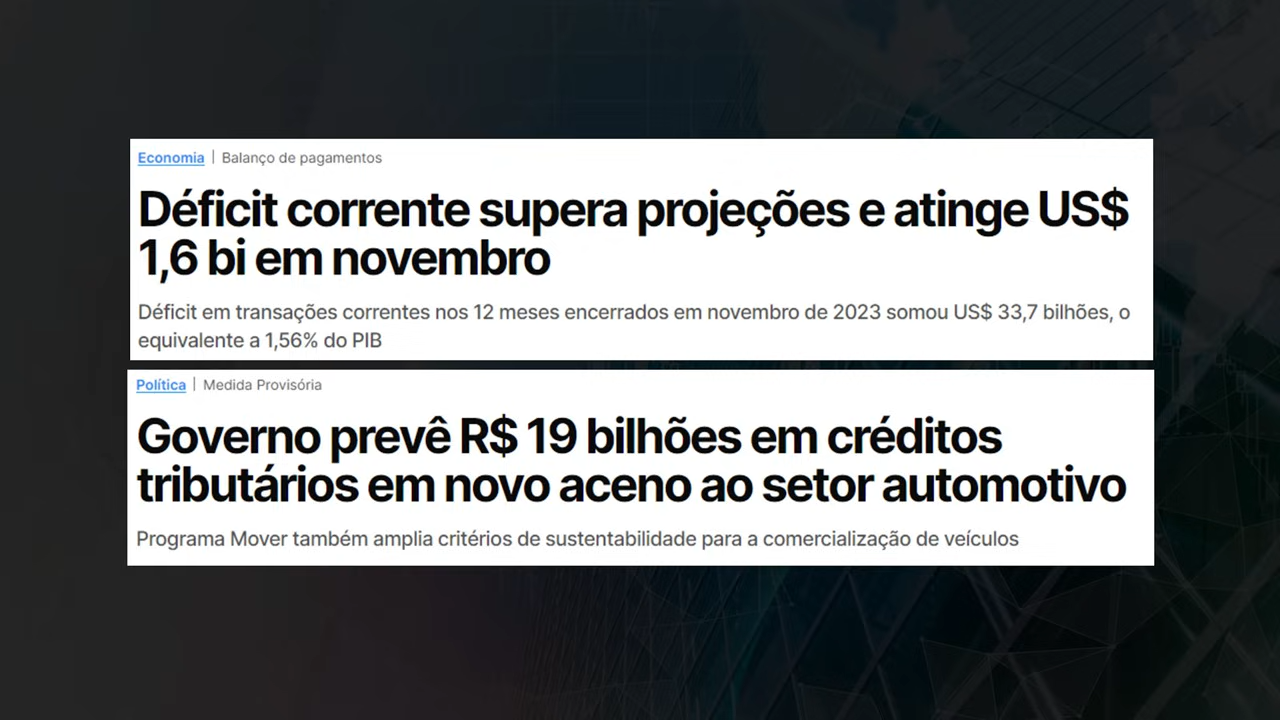 Economia | Balanço de pagamentos
Déficit corrente supera projeções e atinge US$
1,6 bi em novembro
Déficit em transações correntes nos 12 meses encerrados em novembro de 2023 somou US$ 33,7 bilhões, o
equivalente a 1,56% do PIB
Política | Medida Provisória
Governo prevê R$ 19 bilhões em créditos
tributários em novo aceno ao setor automotivo
Programa Mover também amplia critérios de sustentabilidade para a comercialização de veículos